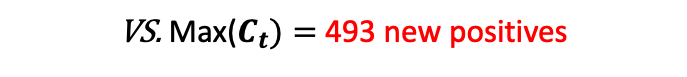 VS. Max(Cₜ) = 493 new positives